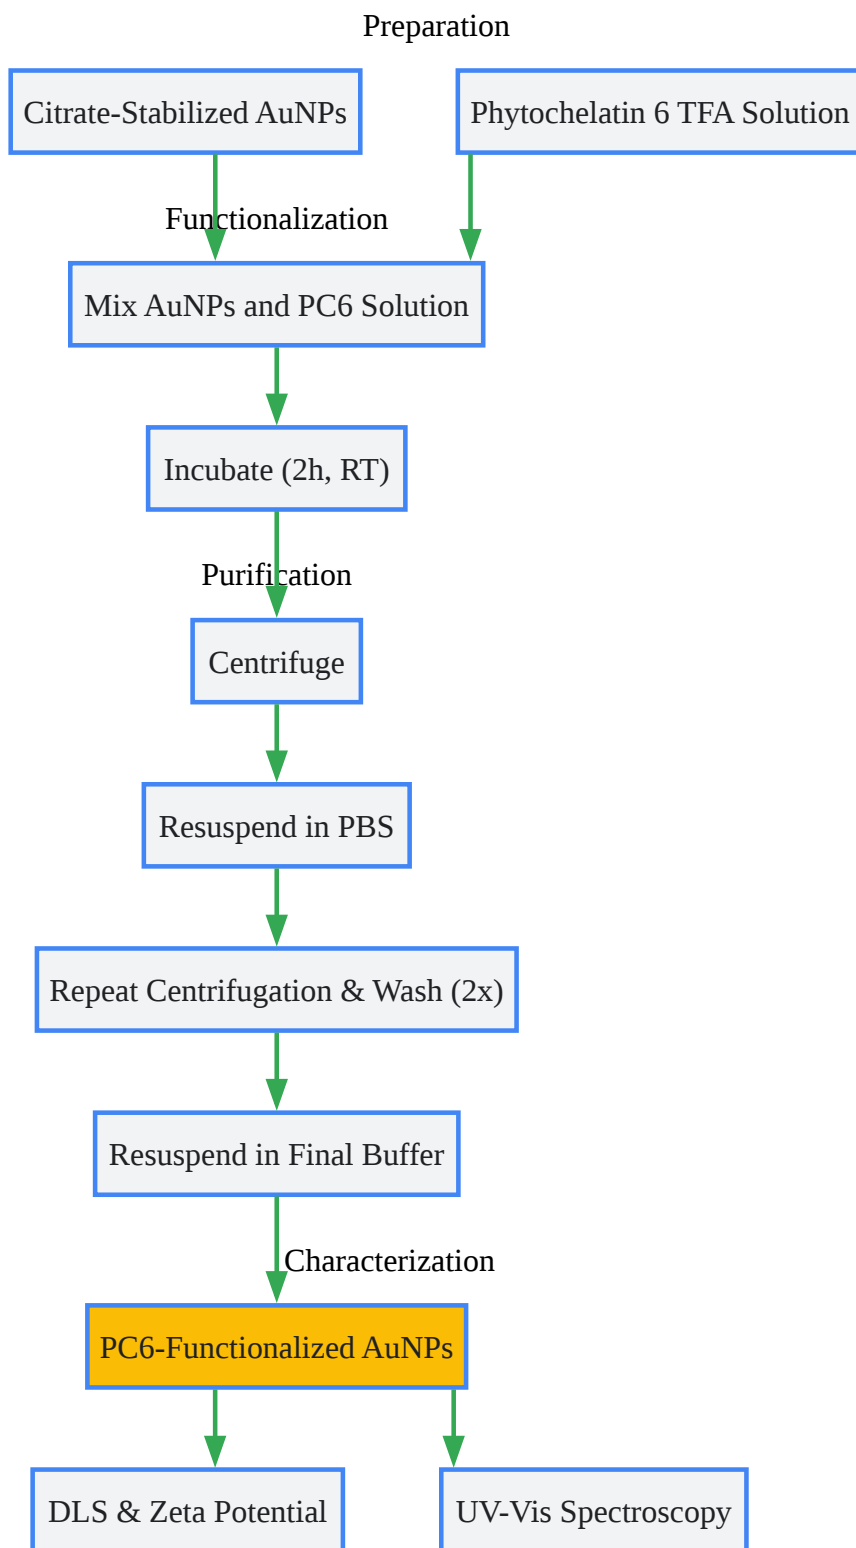 Preparation
Citrate-Stabilized AuNPs
Phytochelatin 6 TFA Solution
Functionalization
Mix AuNPs and PC6 Solution
Incubate (2h, RT)
Purification
Centrifuge
Resuspend in PBS
Repeat Centrifugation & Wash (2x)
Resuspend in Final Buffer
Characterization
PC6-Functionalized AuNPs
DLS & Zeta Potential
UV-Vis Spectroscopy